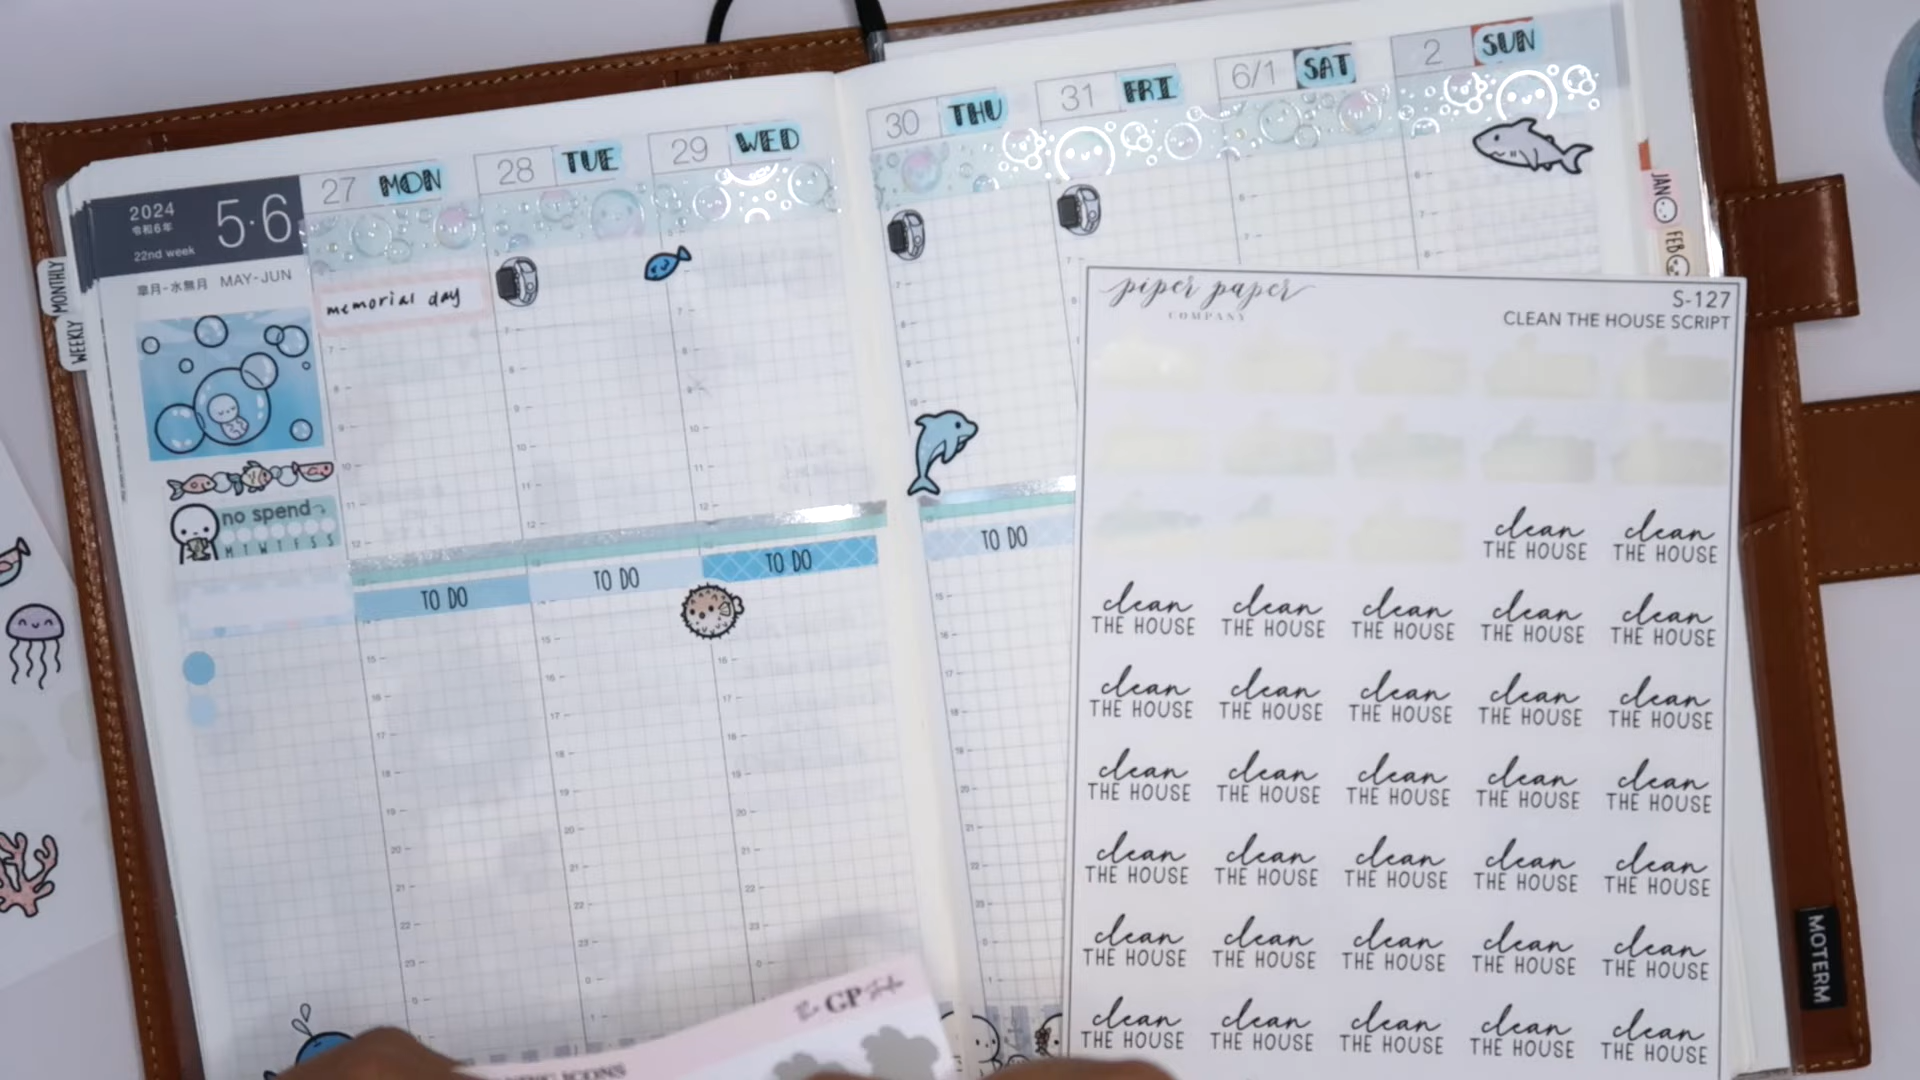 27 MON
28 TUE
29 WED
30 THU
31 FRI
6/1 SAT
2 SUN
2024
令和6年
5·6
22nd week
皐月-水無月 MAY-JUN
MONTHLY
WEEKLY
JAN
FEB
memorial day
no spend
M T W T F S S
TO DO
TO DO
TO DO
TO DO
piper paper
COMPANY
S-127
CLEAN THE HOUSE SCRIPT
clean clean
THE HOUSE THE HOUSE
clean clean clean clean clean
THE HOUSE THE HOUSE THE HOUSE THE HOUSE THE HOUSE
clean clean clean clean clean
THE HOUSE THE HOUSE THE HOUSE THE HOUSE THE HOUSE
clean clean clean clean clean
THE HOUSE THE HOUSE THE HOUSE THE HOUSE THE HOUSE
clean clean clean clean clean
THE HOUSE THE HOUSE THE HOUSE THE HOUSE THE HOUSE
clean clean clean clean clean
THE HOUSE THE HOUSE THE HOUSE THE HOUSE THE HOUSE
clean clean clean clean clean
THE HOUSE THE HOUSE THE HOUSE THE HOUSE THE HOUSE
GP
ICONS
MOTERM